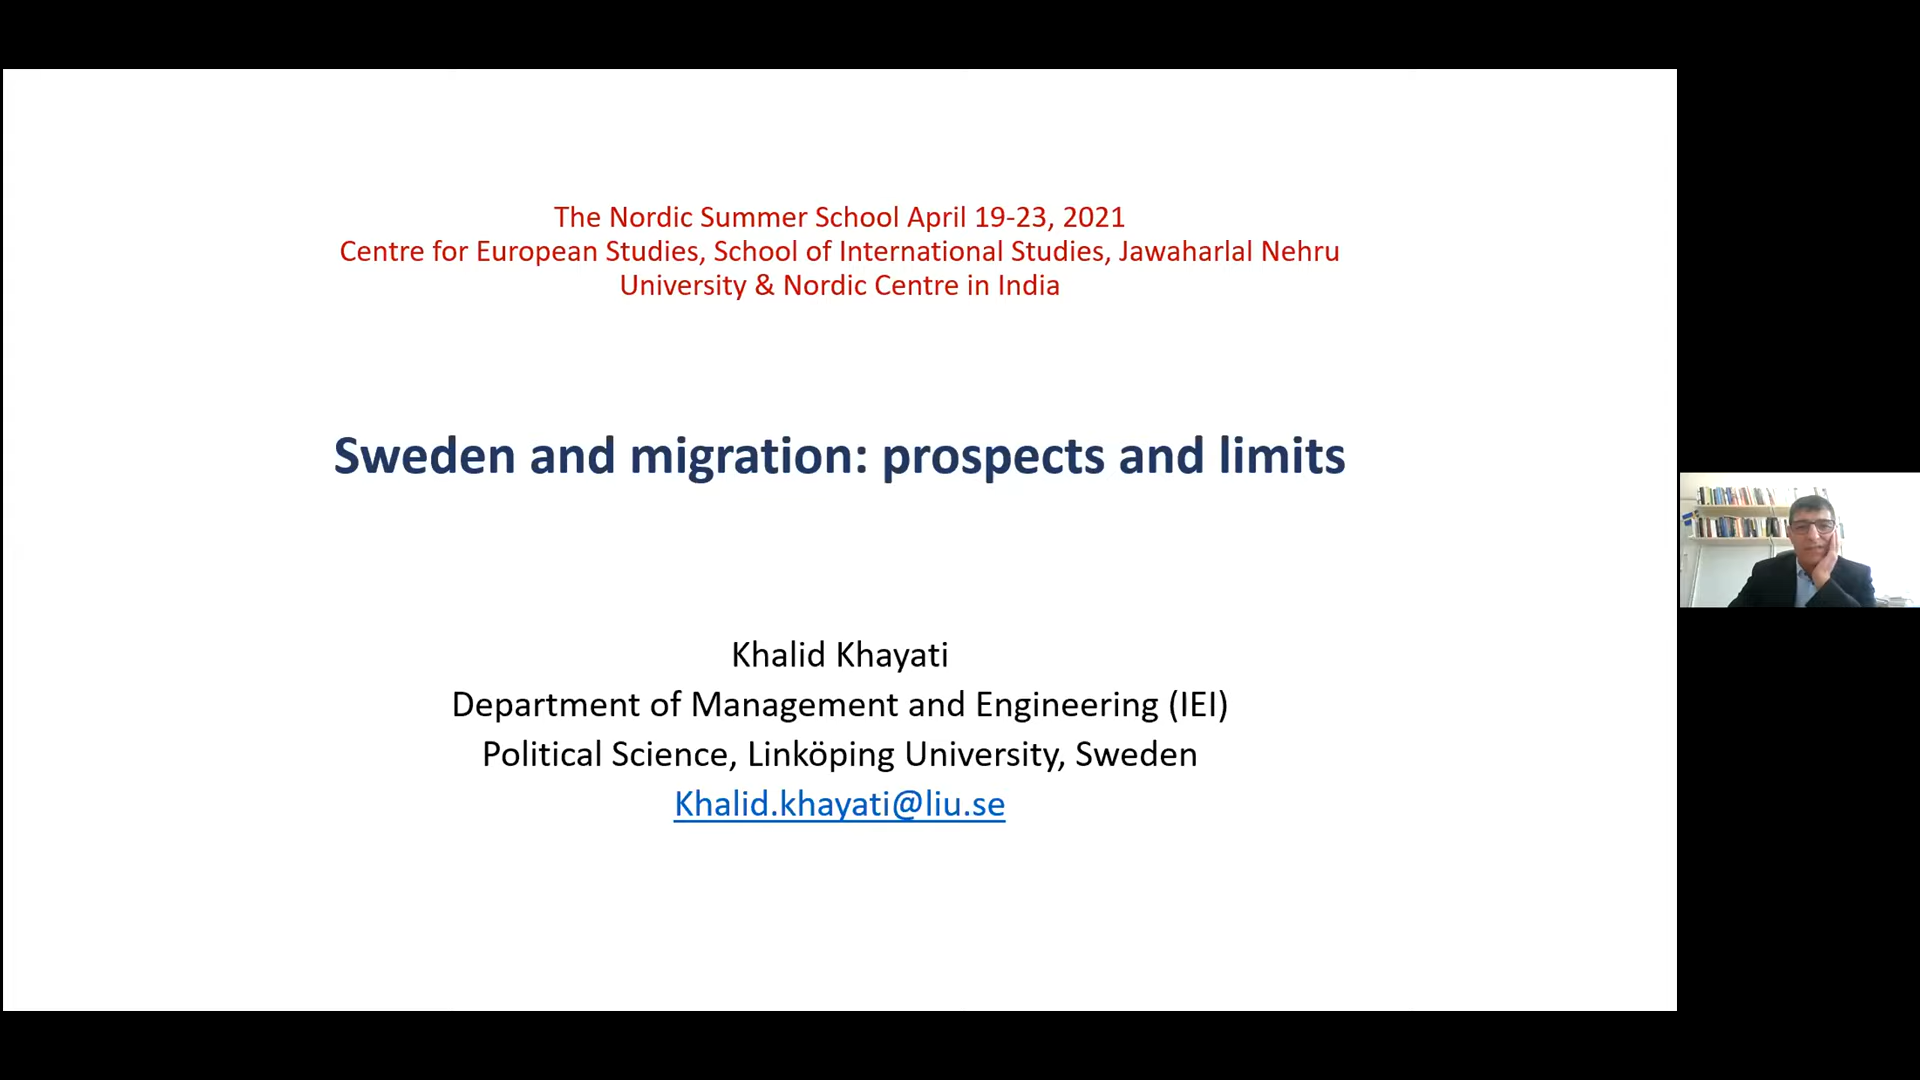 The Nordic Summer School April 19-23, 2021
Centre for European Studies, School of International Studies, Jawaharlal Nehru
University & Nordic Centre in India
Sweden and migration: prospects and limits
Khalid Khayati
Department of Management and Engineering (IEI)
Political Science, Linköping University, Sweden
Khalid.khayati@liu.se